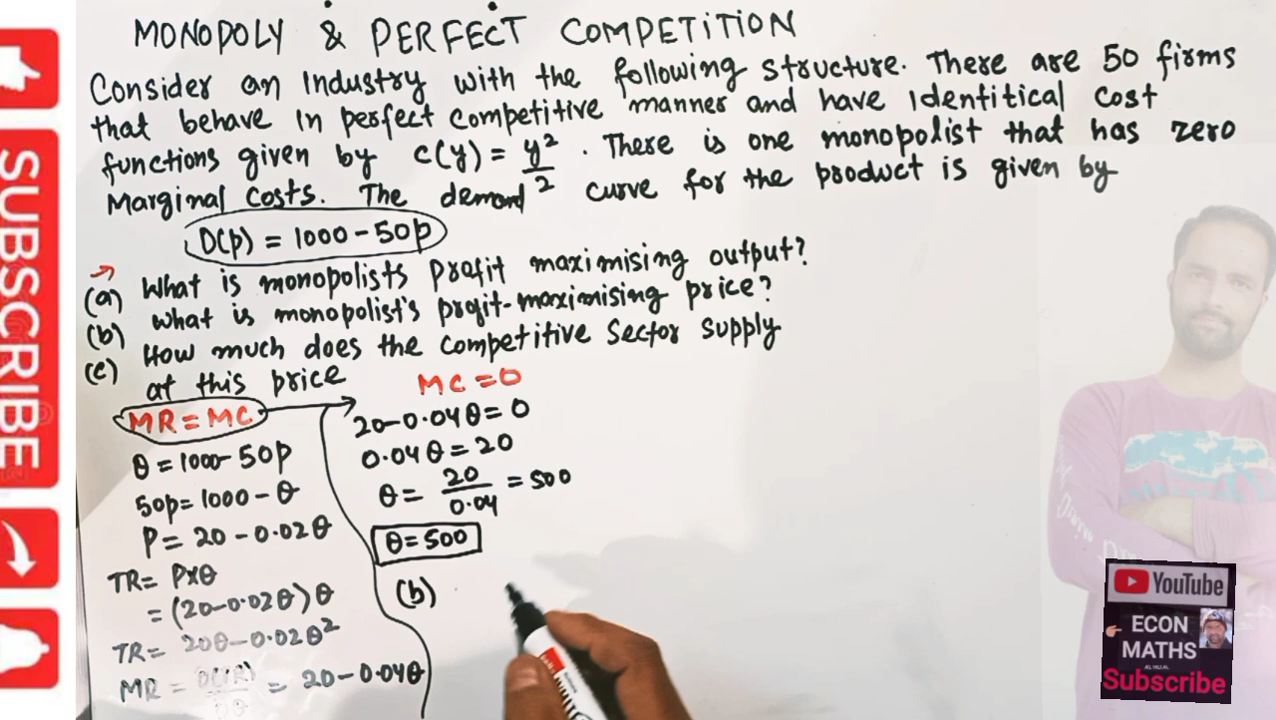 MONOPOLY & PERFECT COMPETITION
Consider an Industry with the following structure. There are 50 firms
that behave in perfect competitive manner and have identitical cost
functions given by c(y) = y²/2 . There is one monopolist that has zero
Marginal costs. The demand curve for the product is given by
D(p) = 1000 - 50p
(a) What is monopolists profit maximising output?
(b) what is monopolist's profit-maximising price?
(c) How much does the competitive sector supply
at this price
MR = MC
θ = 1000 - 50p
50p = 1000 - θ
P = 20 - 0.02θ
TR = P×θ
= (20-0.02θ)θ
TR = 20θ-0.02θ²
MR = = 20-0.04θ
MC = 0
20-0.04θ = 0
0.04θ = 20
θ = 20/0.04 = 500
θ = 500
(b)
SUBSCRIBE
YouTube
ECON
MATHS
Subscribe